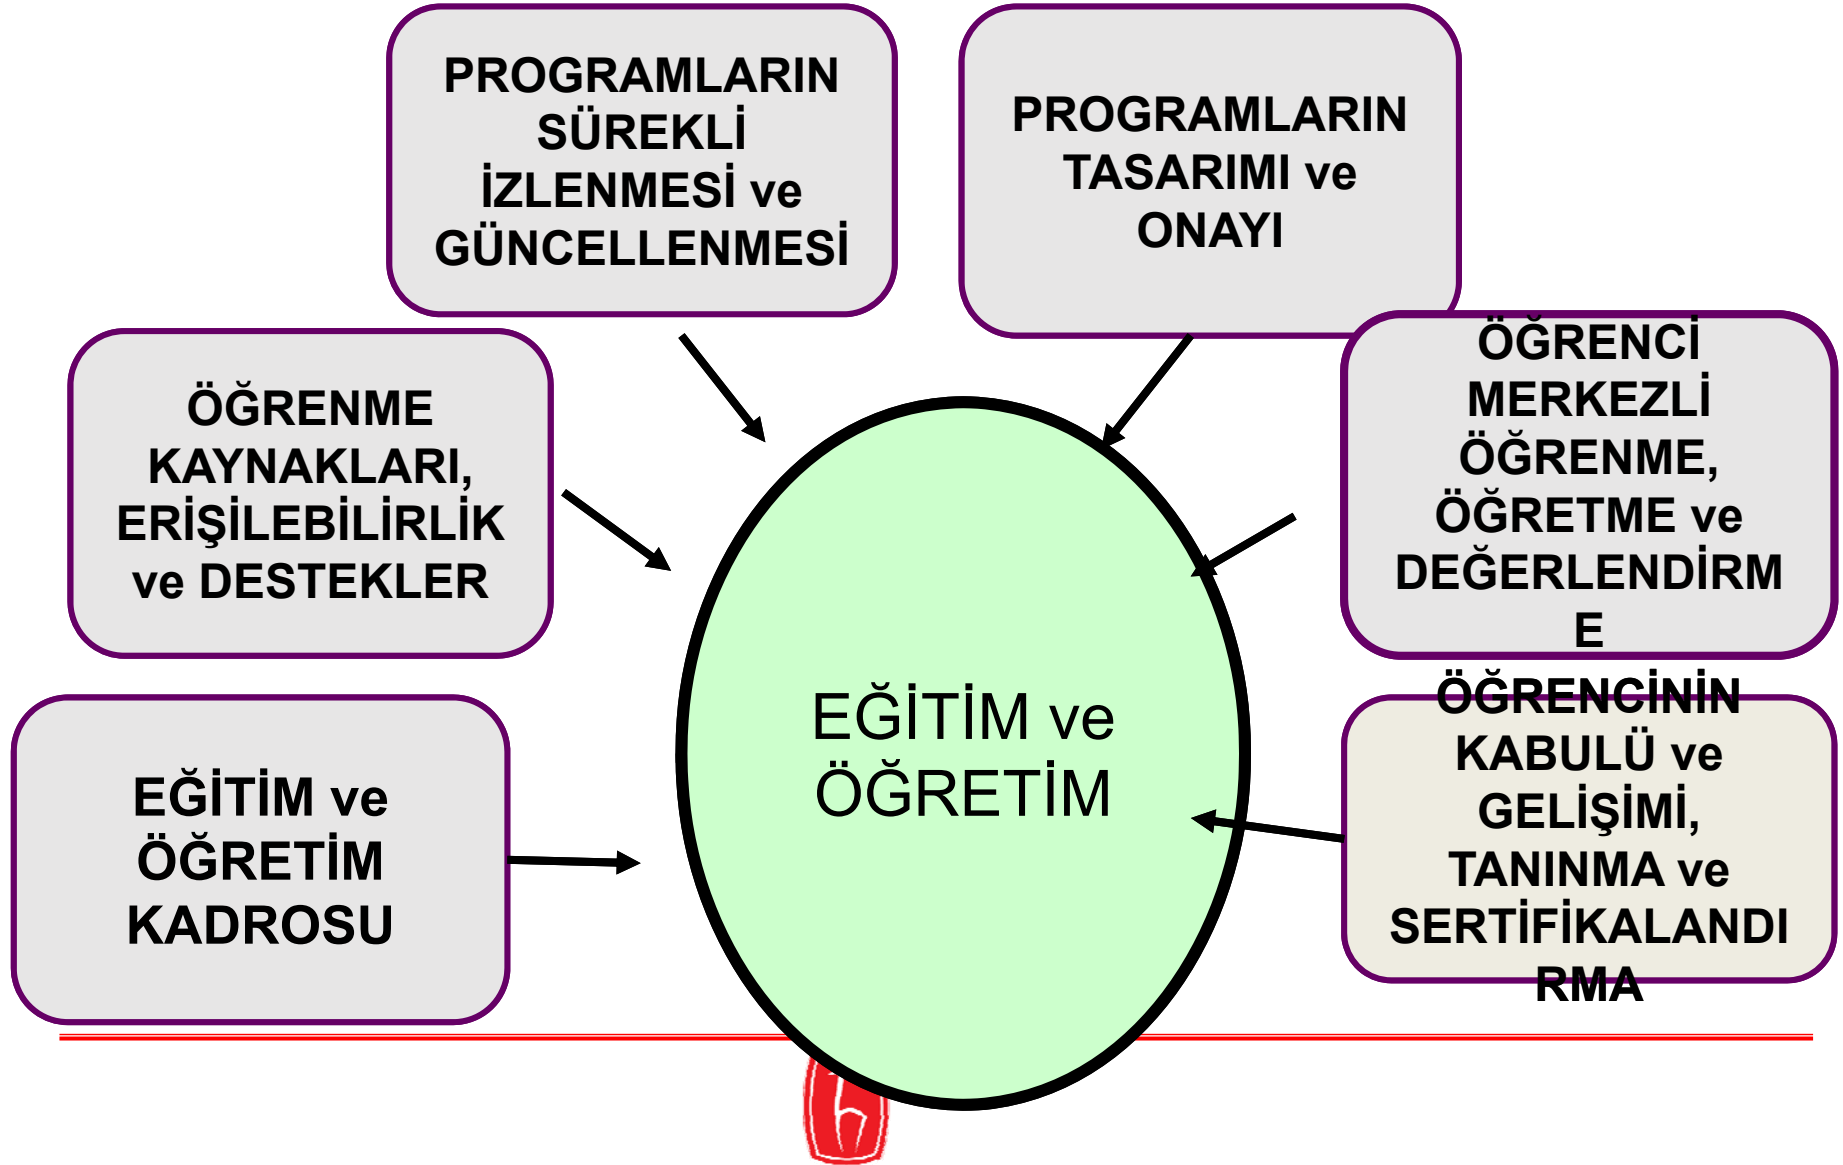 PROGRAMLARIN
SÜREKLİ
İZLENMESİ ve
GÜNCELLENMESİ
PROGRAMLARIN
TASARIMI ve
ONAYI
ÖĞRENME
KAYNAKLARI,
ERİŞİLEBİLİRLİK
ve DESTEKLER
ÖĞRENCİ
MERKEZLİ
ÖĞRENME,
ÖĞRETME ve
DEĞERLENDİRM
E
EĞİTİM ve
ÖĞRETİM
KADROSU
EĞİTİM ve
ÖĞRETİM
ÖĞRENCİNİN
KABULÜ ve
GELİŞİMİ,
TANINMA ve
SERTİFİKALANDI
RMA